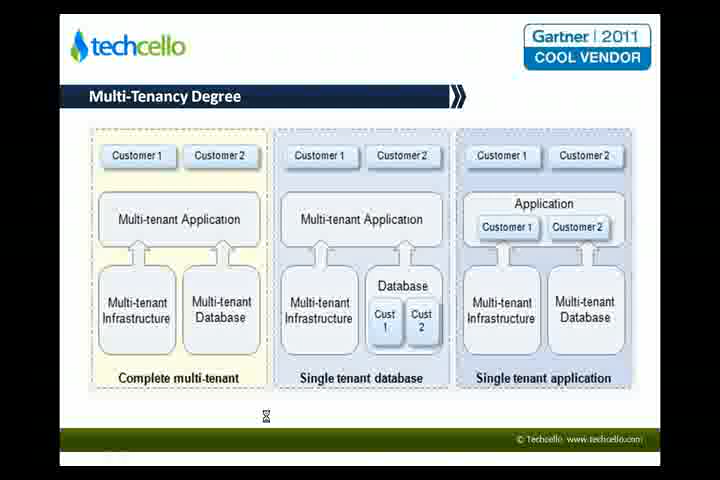 techcello
Gartner | 2011
COOL VENDOR
Multi-Tenancy Degree
Customer 1
Customer 2
Multi-tenant Application
Multi-tenant
Infrastructure
Multi-tenant
Database
Complete multi-tenant
Customer 1
Customer 2
Multi-tenant Application
Multi-tenant
Infrastructure
Database
Cust
1
Cust
2
Single tenant database
Customer 1
Customer 2
Application
Customer 1
Customer 2
Multi-tenant
Infrastructure
Multi-tenant
Database
Single tenant application
© Techcello, www.techcello.com